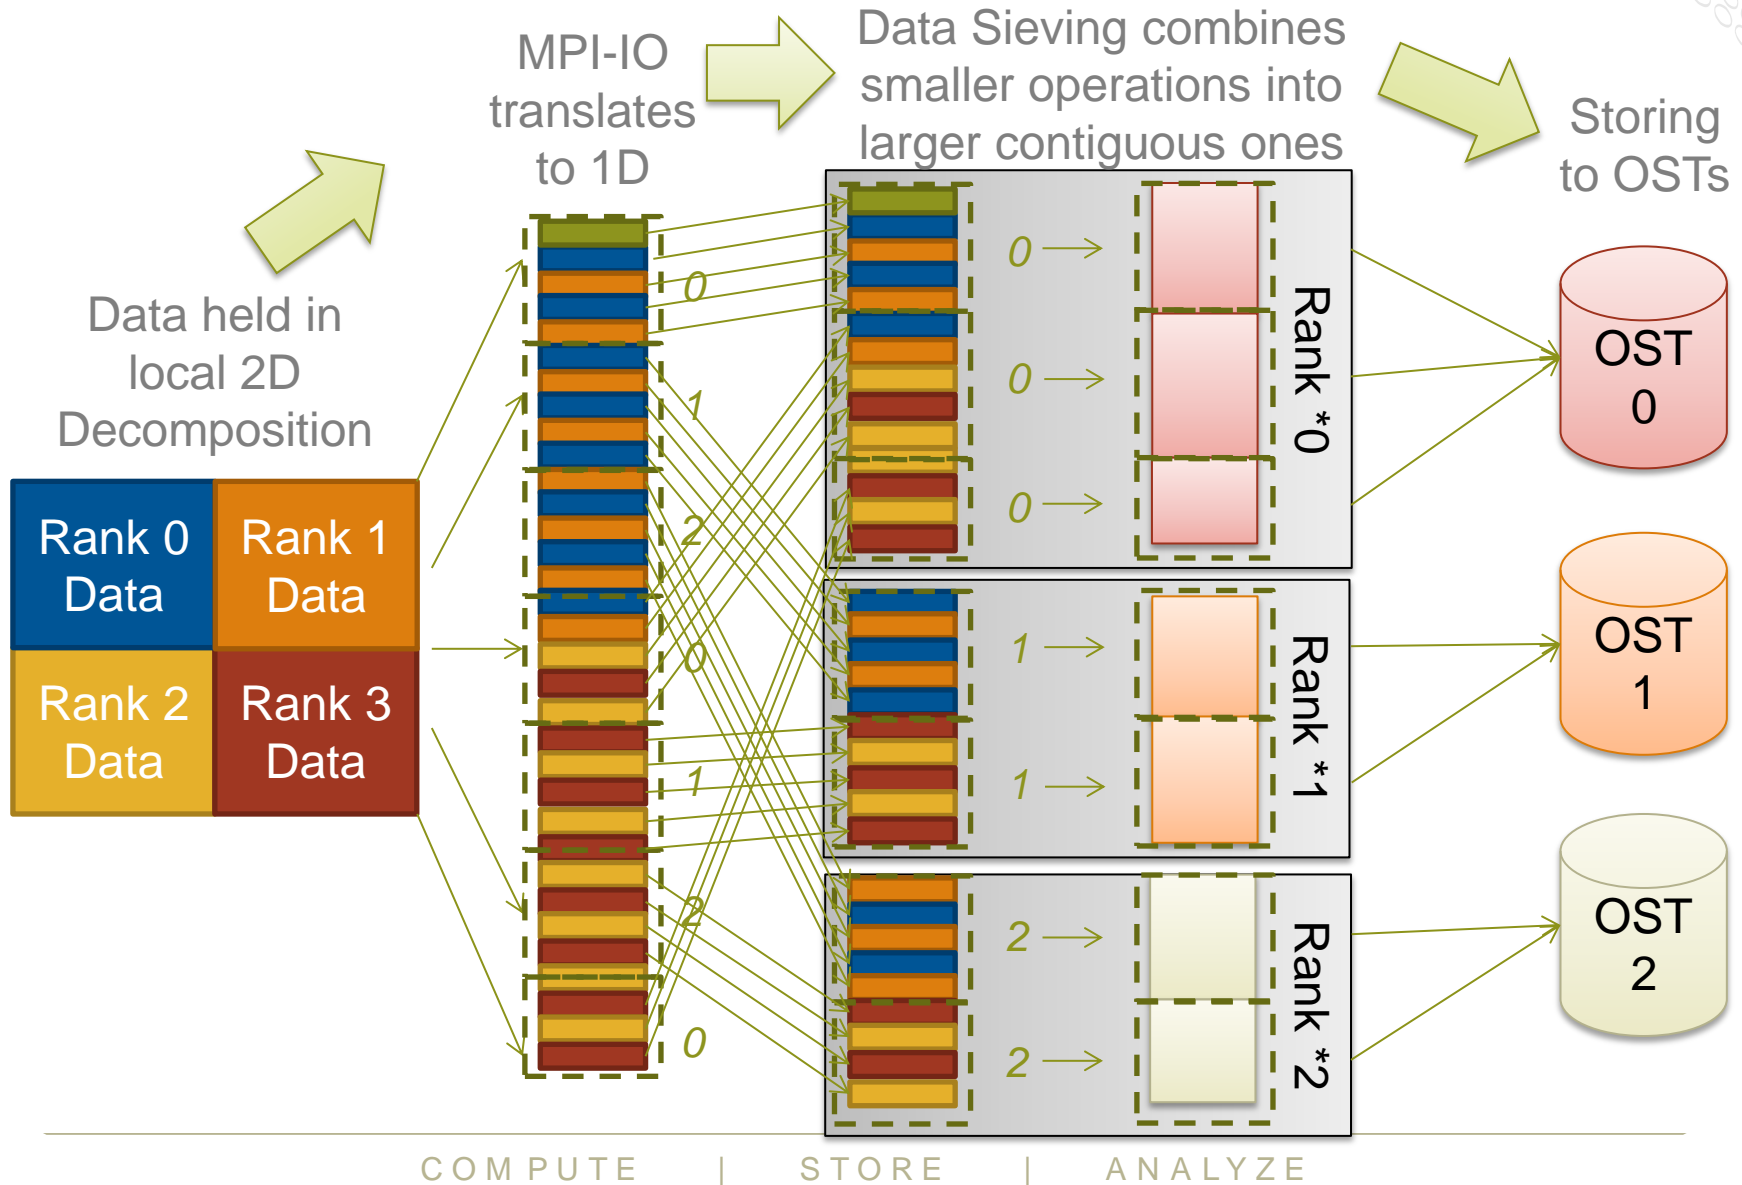 Data held in
local 2D
Decomposition
Rank 0
Data
Rank 1
Data
Rank 2
Data
Rank 3
Data
MPI-IO
translates
to 1D
0
1
2
0
1
2
0
Data Sieving combines
smaller operations into
larger contiguous ones
0
0
0
Rank *0
1
1
Rank *1
2
2
Rank *2
Storing
to OSTs
OST
0
OST
1
OST
2
COMPUTE | STORE | ANALYZE